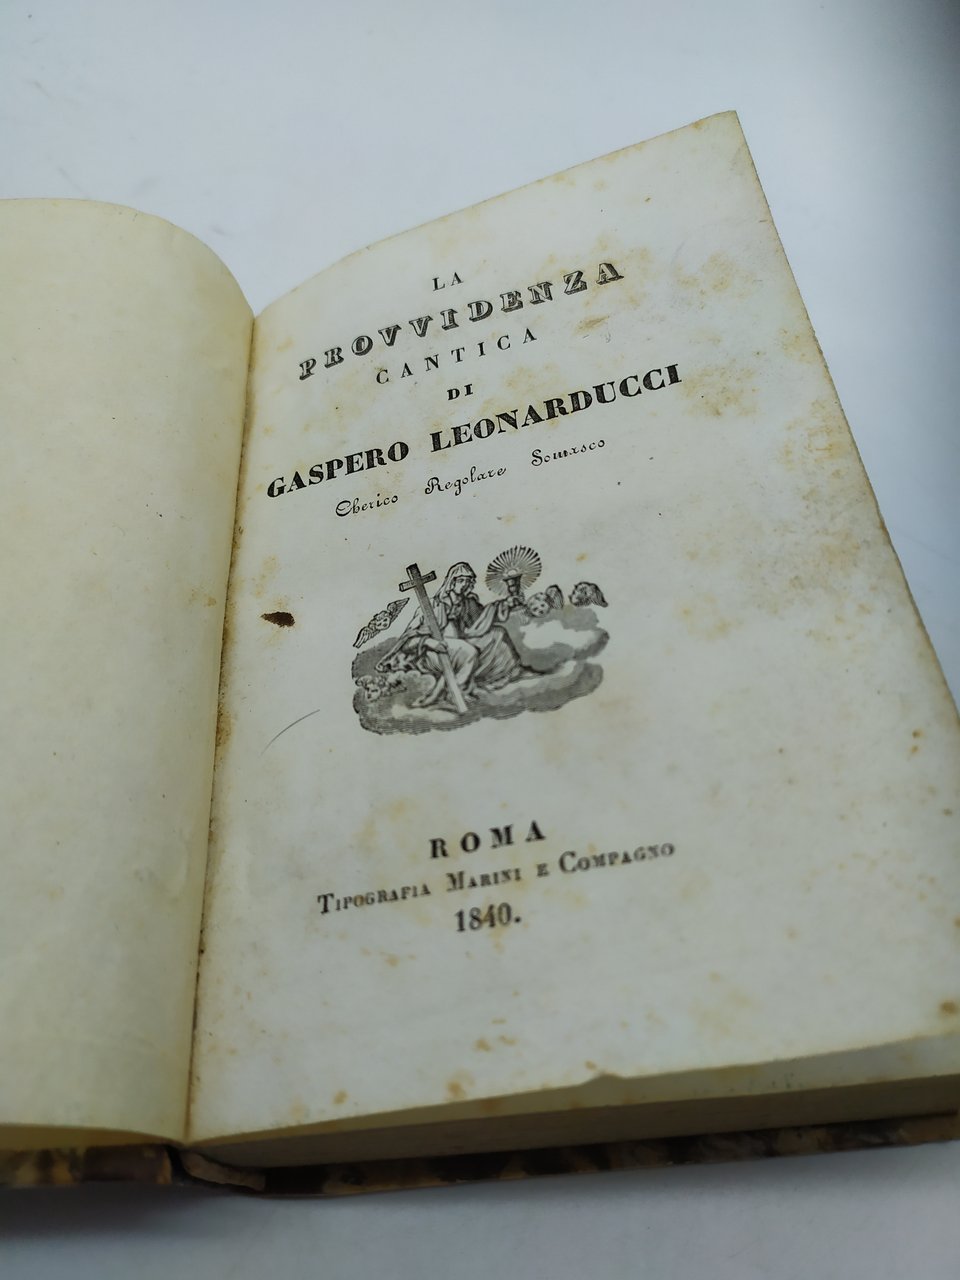 LA
PROVVIDENZA
CANTICA
DI
GASPERO LEONARDUCCI
Cherico Regolare Somasco
ROMA
TIPOGRAFIA MARINI E COMPAGNO
1840.